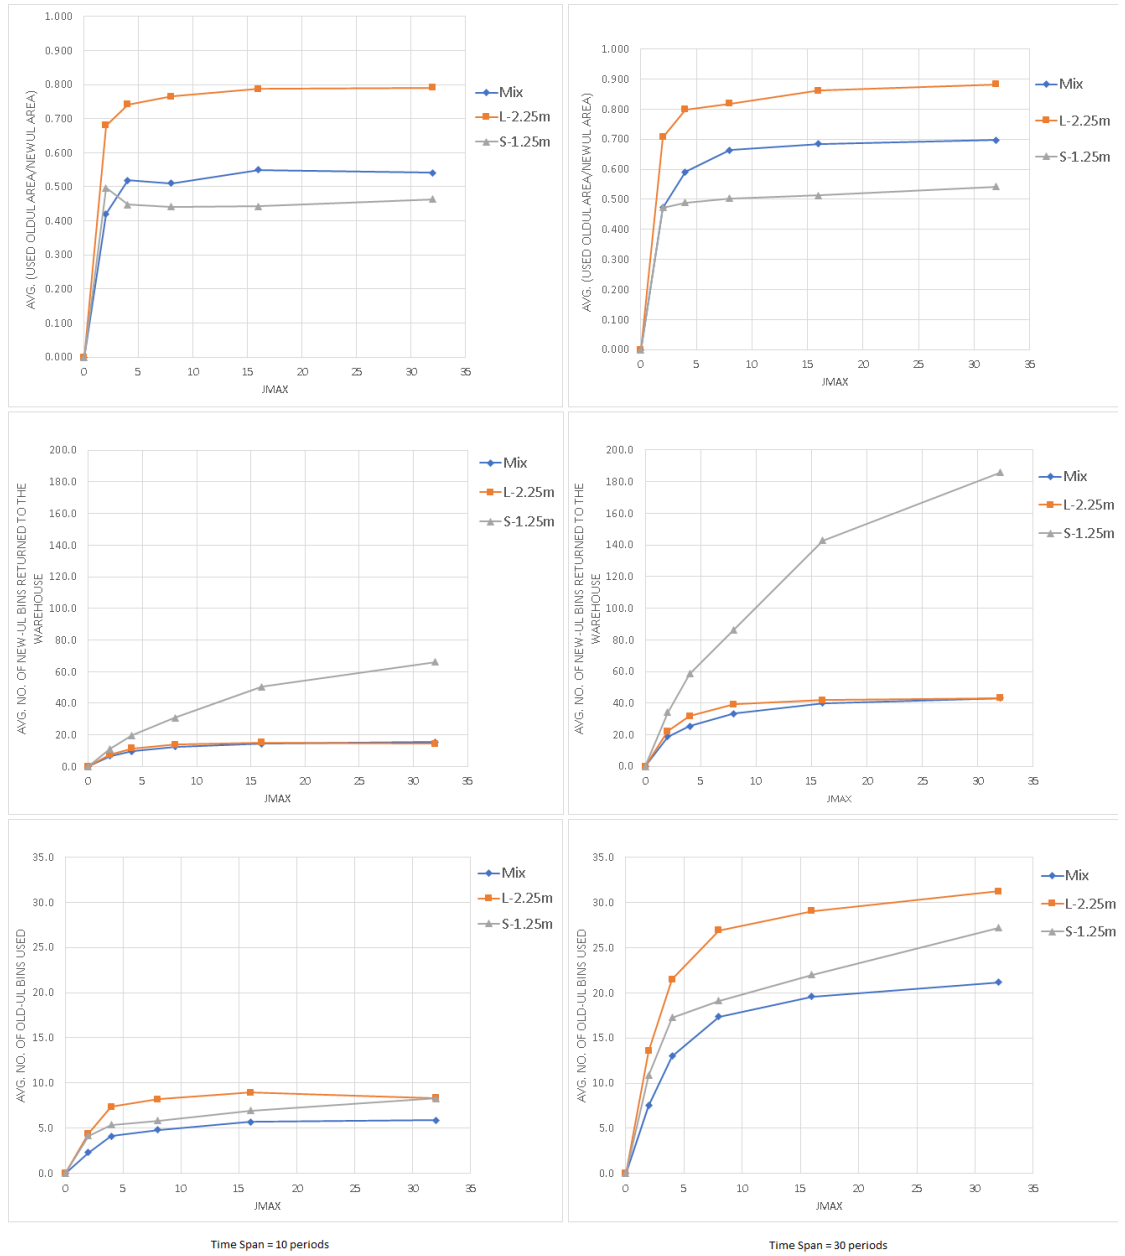 1.000
0.900
0.800
0.700
0.600
0.500
0.400
0.300
0.200
0.100
0.000
AVG. (USED OLDUL AREA/NEWUL AREA)
0 5 10 15 20 25 30 35
JMAX
Mix
L-2.25m
S-1.25m
1.000
0.900
0.800
0.700
0.600
0.500
0.400
0.300
0.200
0.100
0.000
AVG. (USED OLDUL AREA/NEWUL AREA)
0 5 10 15 20 25 30 35
JMAX
Mix
L-2.25m
S-1.25m
200.0
180.0
160.0
140.0
120.0
100.0
80.0
60.0
40.0
20.0
0.0
AVG. NO. OF NEW-UL BINS RETURNED TO THE
WAREHOUSE
0 5 10 15 20 25 30 35
JMAX
Mix
L-2.25m
S-1.25m
200.0
180.0
160.0
140.0
120.0
100.0
80.0
60.0
40.0
20.0
0.0
AVG. NO. OF NEW-UL BINS RETURNED TO THE
WAREHOUSE
0 5 10 15 20 25 30 35
JMAX
Mix
L-2.25m
S-1.25m
35.0
30.0
25.0
20.0
15.0
10.0
5.0
0.0
AVG. NO. OF OLD-UL BINS USED
0 5 10 15 20 25 30 35
JMAX
Mix
L-2.25m
S-1.25m
35.0
30.0
25.0
20.0
15.0
10.0
5.0
0.0
AVG. NO. OF OLD-UL BINS USED
0 5 10 15 20 25 30 35
JMAX
Mix
L-2.25m
S-1.25m
Time Span = 10 periods
Time Span = 30 periods